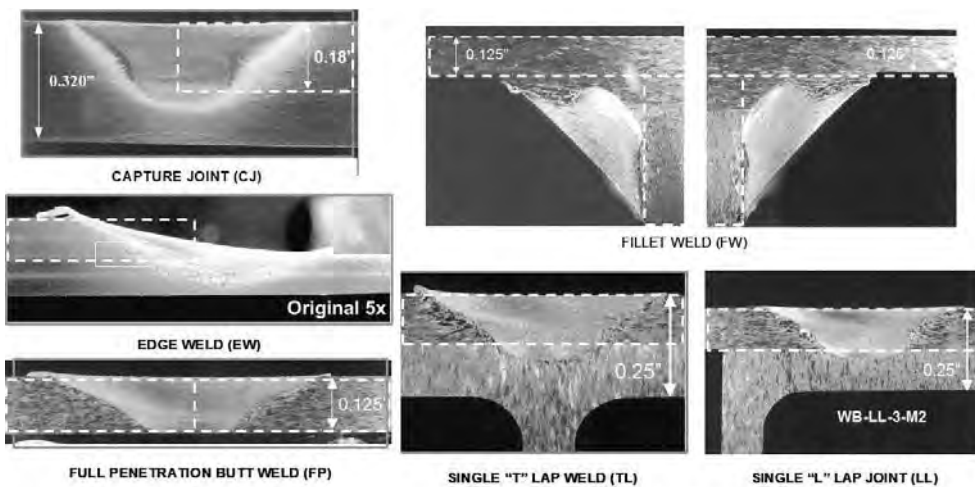 0.320"
0.18'
CAPTURE JOINT (CJ)
0.125"
0.125"
FILLET WELD (FW)
Original 5x
EDGE WELD (EW)
0.125'
FULL PENETRATION BUTT WELD (FP)
0.25"
SINGLE “T” LAP WELD (TL)
0.25"
WB-LL-3-M2
SINGLE “L” LAP JOINT (LL)